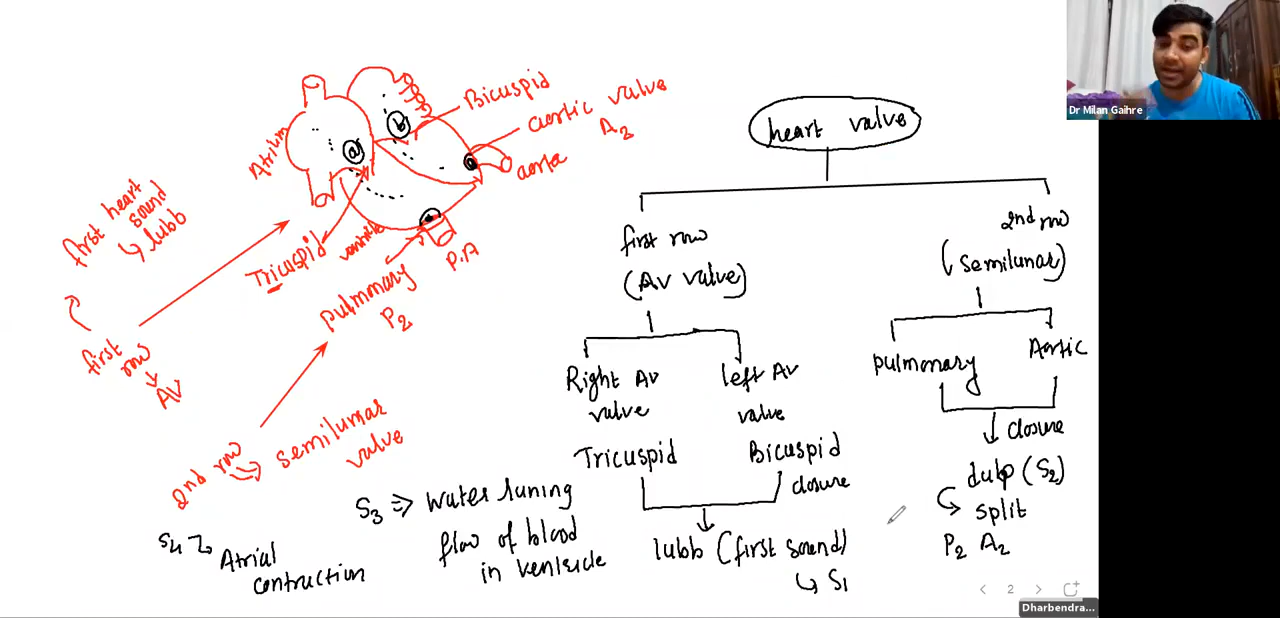 Dr Milan Gaihre
Bicuspid
aortic valve
A2
aorta
Atrium
a
b
first heart
sound
↳ lubb
Tricuspid
ventricle
P.A
pulmonary
P2
first
row
↘ AV
2nd row
↳ semilunar
valve
S4 → Atrial
contraction
S3 ⇒ Water
flow of blood
in ventricle
heart valve
first row
(AV valve)
Right AV
valve
Tricuspid
left AV
valve
Bicuspid
closure
lubb (first sound)
↳ S1
2nd row
(semilunar)
pulmonary
Aortic
closure
(S2)
↳ split
P2 A2
2
Dharbendra...